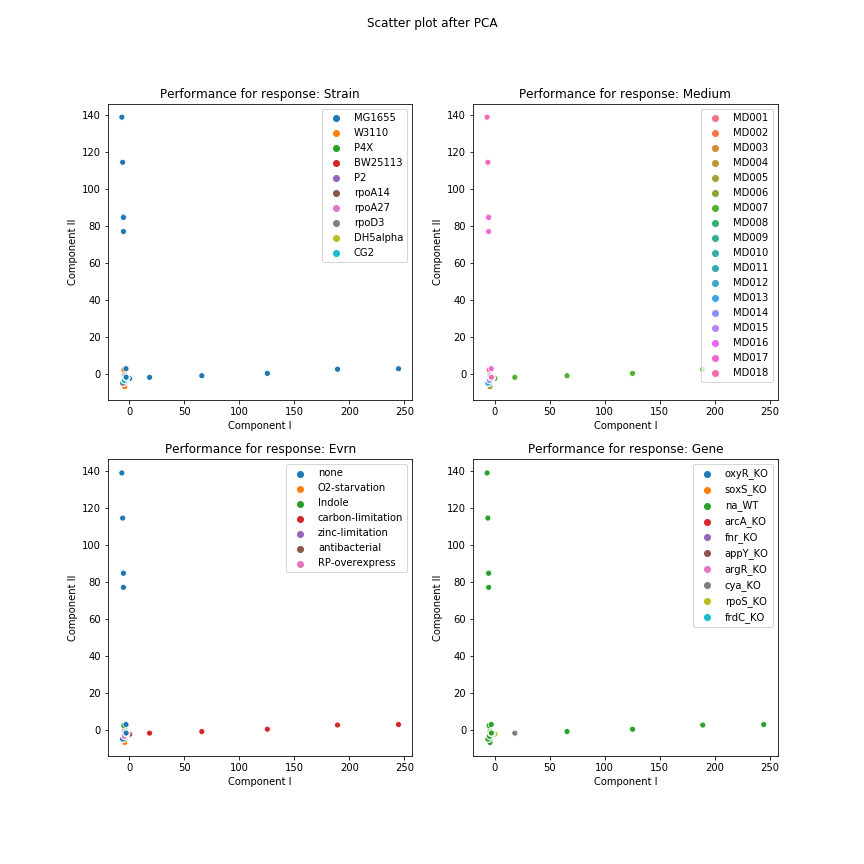 Scatter plot after PCA
Performance for response: Strain
Component II
140
120
100
80
60
40
20
0
MG1655
W3110
P4X
BW25113
P2
rpoA14
rpoA27
rpoD3
DH5alpha
CG2
0 50 100 150 200 250
Component I
Performance for response: Medium
Component II
140
120
100
80
60
40
20
0
MD001
MD002
MD003
MD004
MD005
MD006
MD007
MD008
MD009
MD010
MD011
MD012
MD013
MD014
MD015
MD016
MD017
MD018
0 50 100 150 200 250
Component I
Performance for response: Evrn
Component II
140
120
100
80
60
40
20
0
none
O2-starvation
Indole
carbon-limitation
zinc-limitation
antibacterial
RP-overexpress
0 50 100 150 200 250
Component I
Performance for response: Gene
Component II
140
120
100
80
60
40
20
0
oxyR_KO
soxS_KO
na_WT
arcA_KO
fnr_KO
appY_KO
argR_KO
cya_KO
rpoS_KO
frdC_KO
0 50 100 150 200 250
Component I